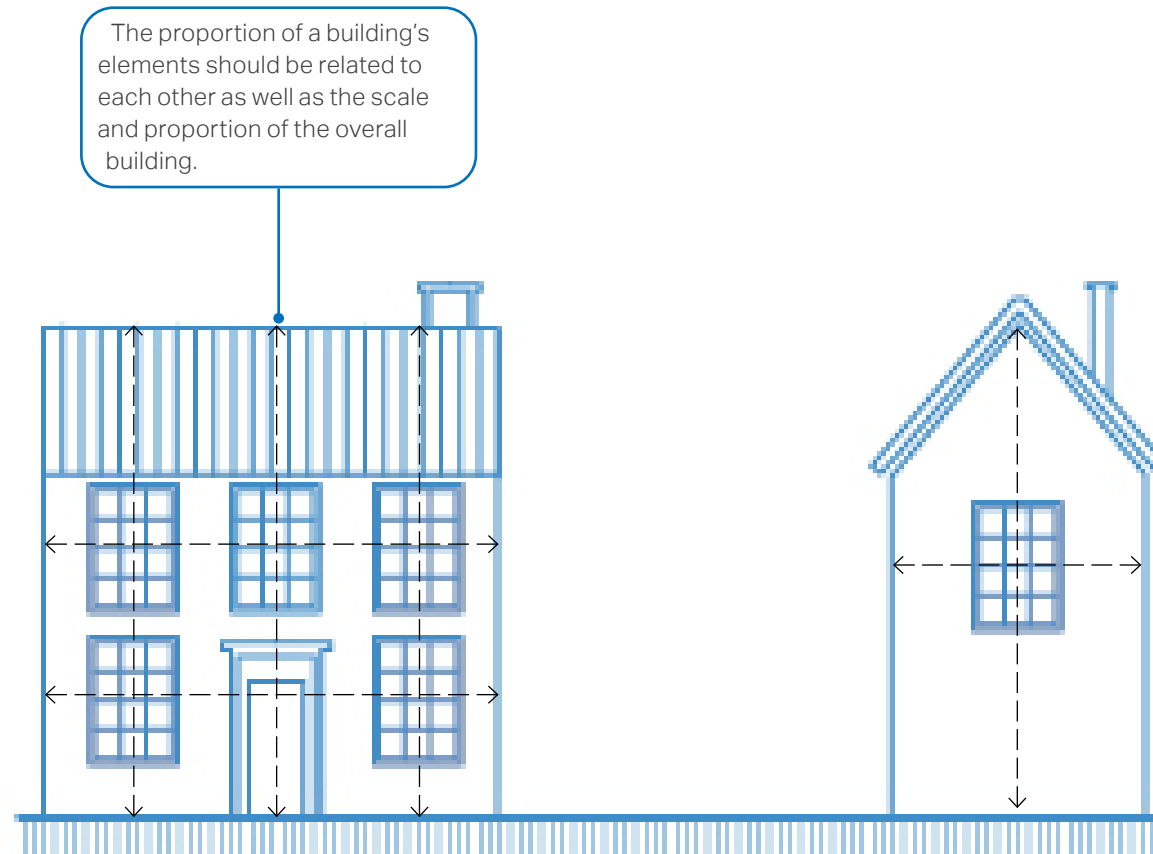 The proportion of a building's
elements should be related to
each other as well as the scale
and proportion of the overall
building.